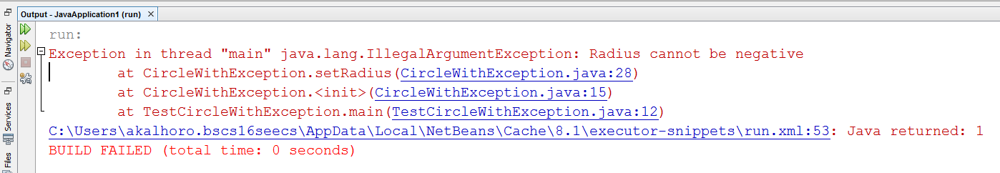 Output - JavaApplication1 (run) ×
Navigator
Services
Files
run:
Exception in thread "main" java.lang.IllegalArgumentException: Radius cannot be negative
at CircleWithException.setRadius(CircleWithException.java:28)
at CircleWithException.<init>(CircleWithException.java:15)
at TestCircleWithException.main(TestCircleWithException.java:12)
C:\Users\akalhoro.bscs16seecs\AppData\Local\NetBeans\Cache\8.1\executor-snippets\run.xml:53: Java returned: 1
BUILD FAILED (total time: 0 seconds)